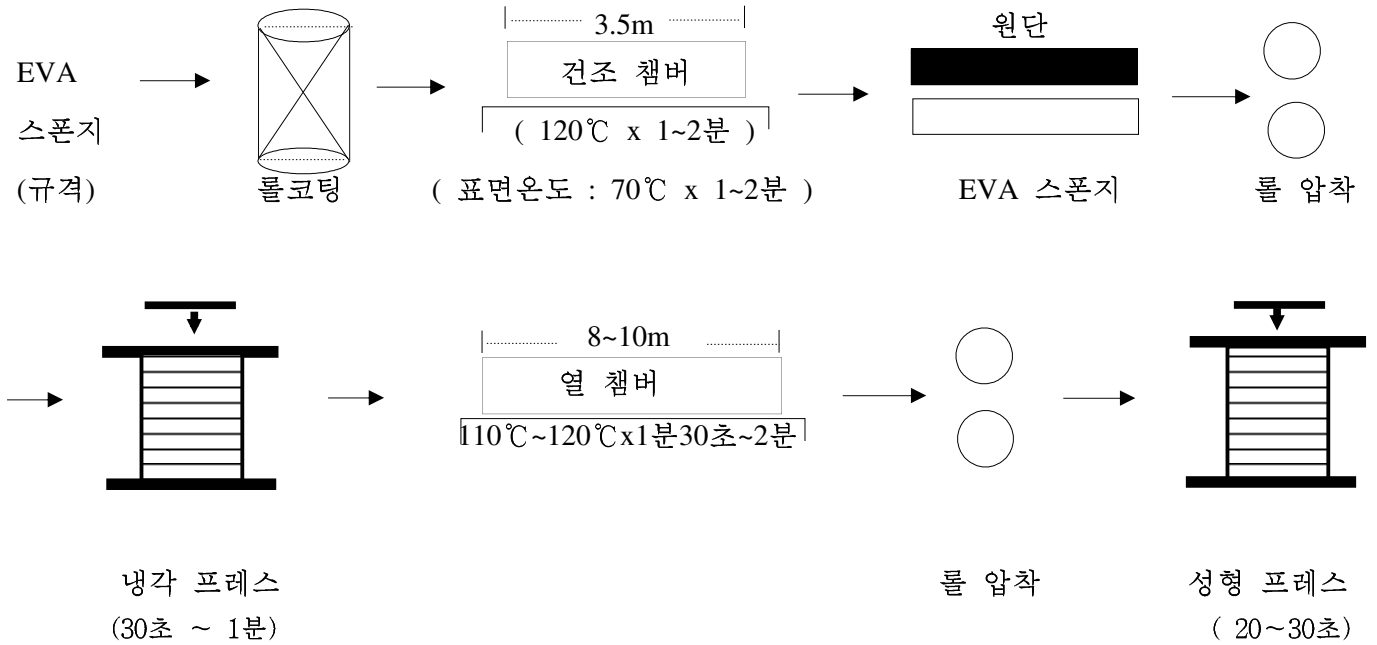 EVA
스폰지
(규격)
롤코팅
3.5m
건조 챔버
( 120℃ x 1~2분 )
( 표면온도 : 70℃ x 1~2분 )
원단
EVA 스폰지
롤 압착
냉각 프레스
(30초 ~ 1분)
8~10m
열 챔버
110℃~120℃x1분30초~2분
롤 압착
성형 프레스
( 20~30초)